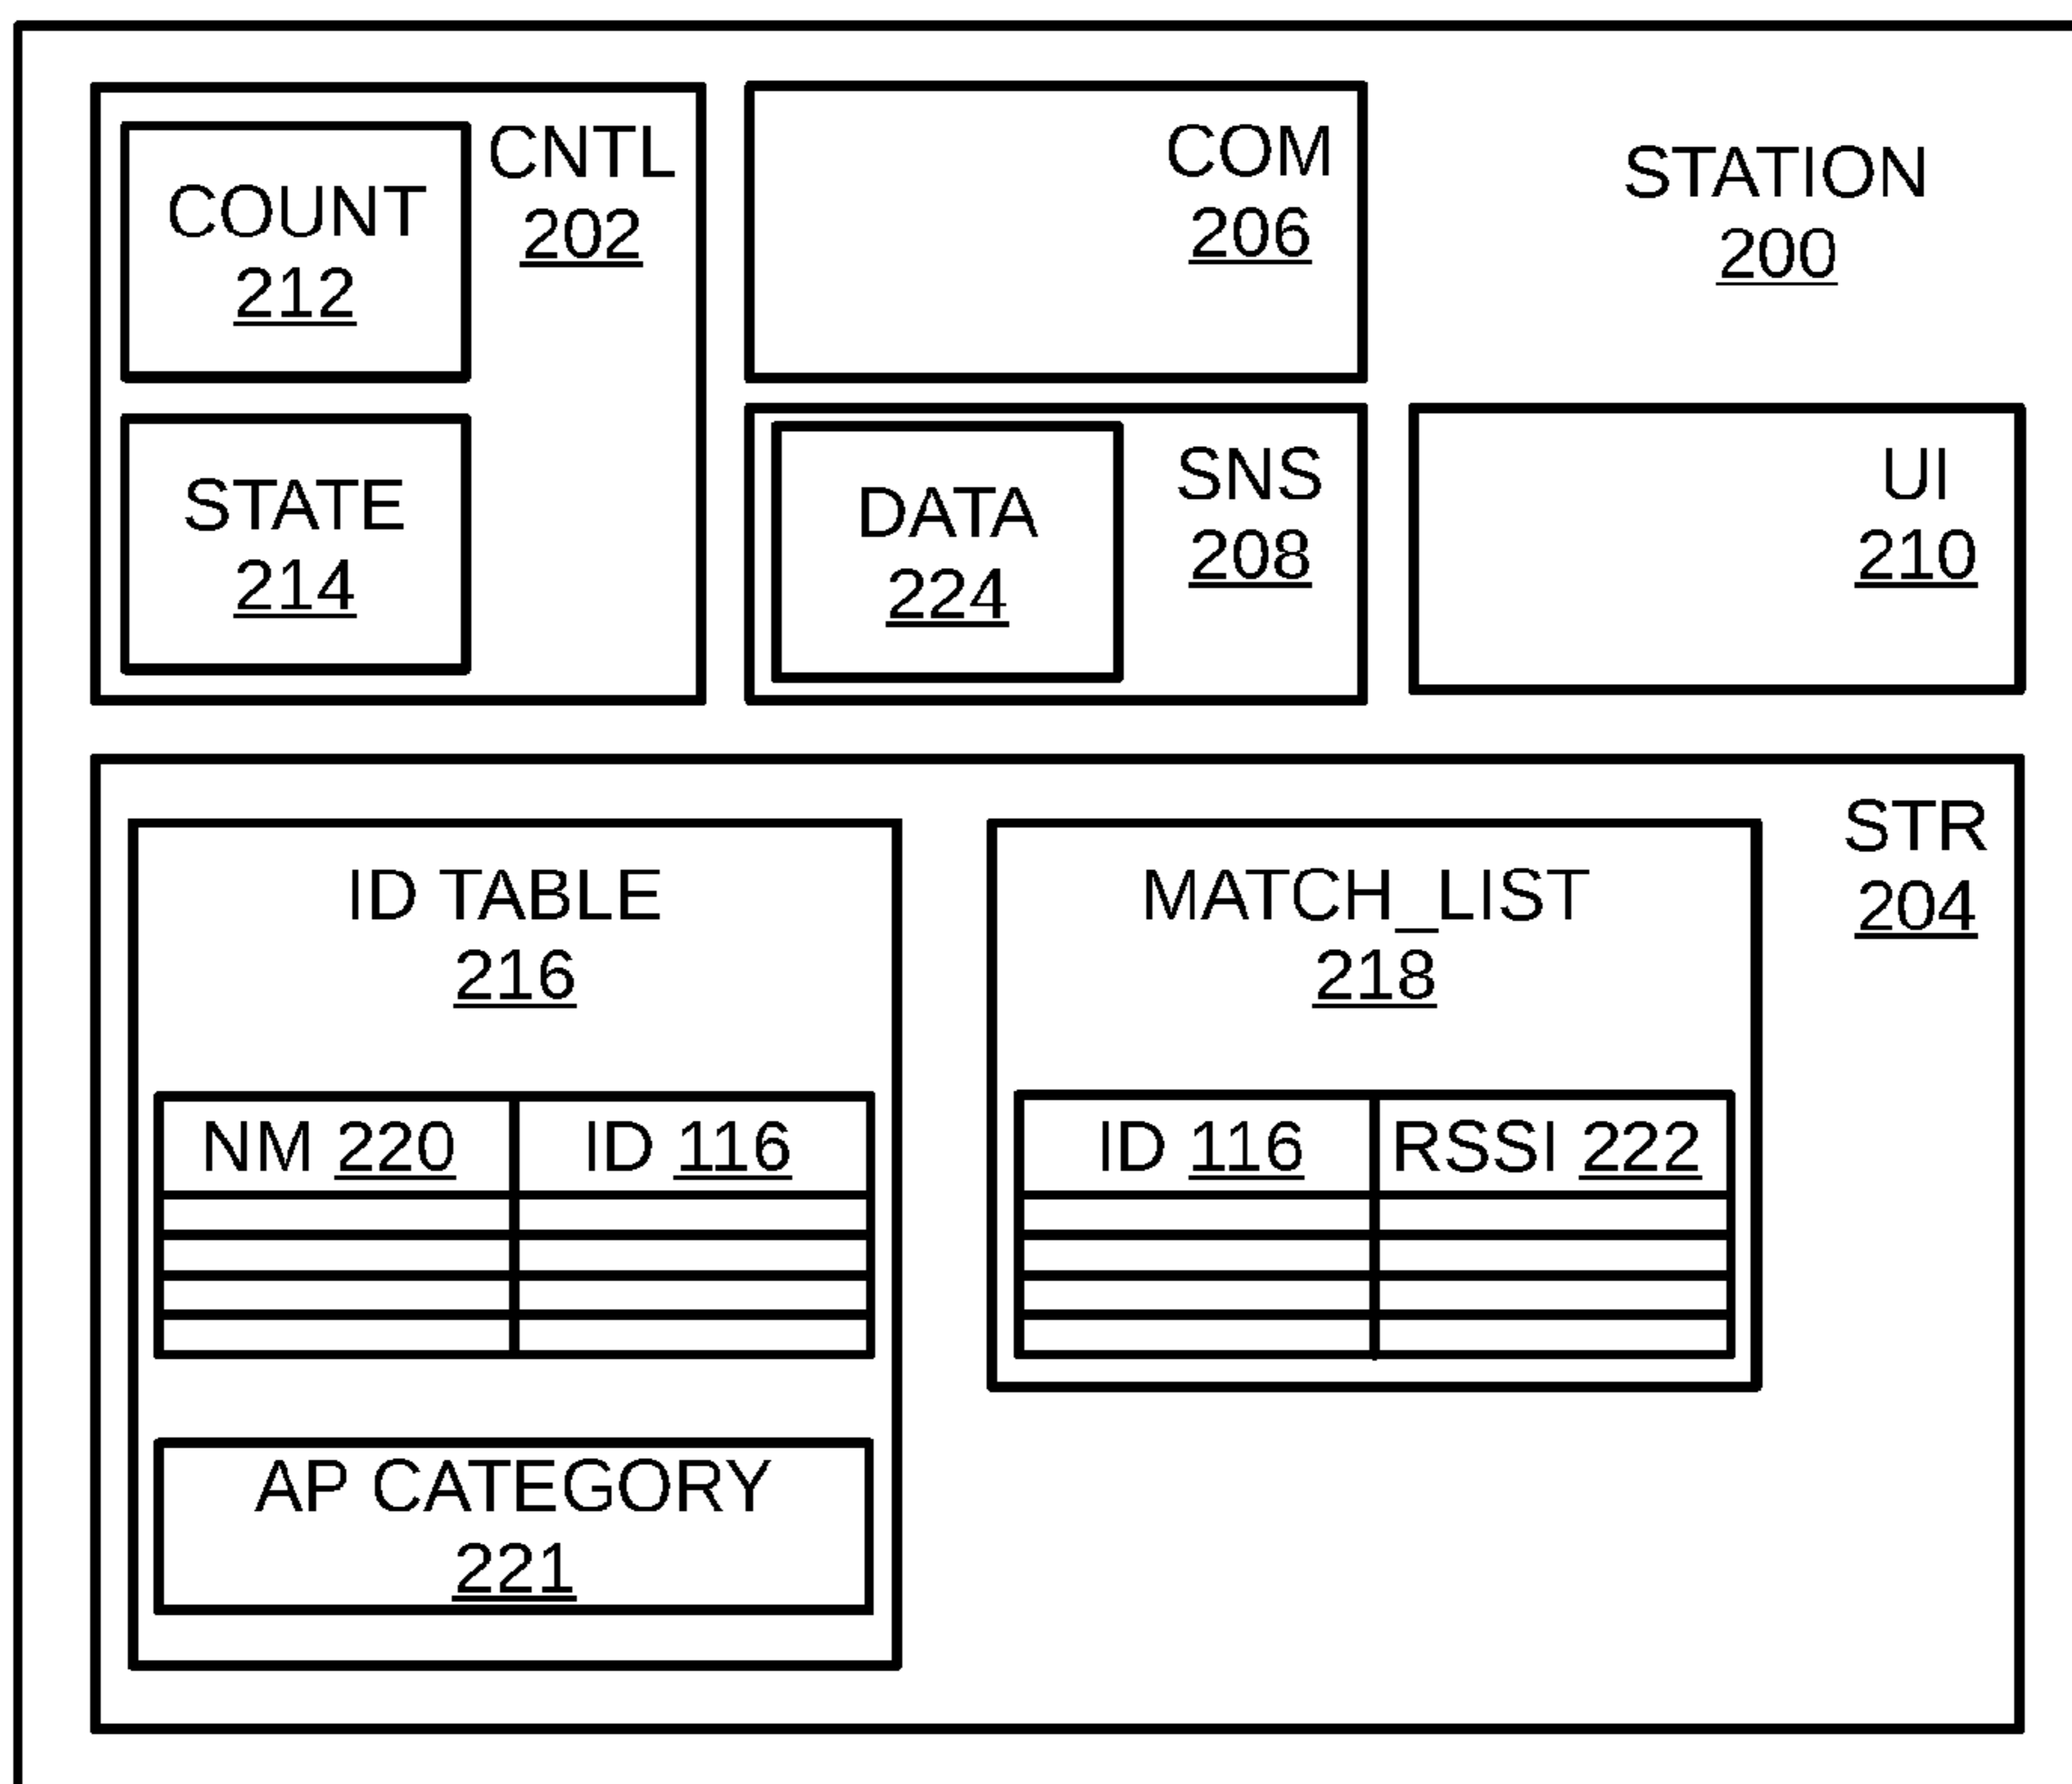 COUNT
212
CNTL
202
STATE
214
COM
206
STATION
200
DATA
224
SNS
208
UI
210
STR
204
ID TABLE
216
NM 220
ID 116
AP CATEGORY
221
MATCH_LIST
218
ID 116
RSSI 222